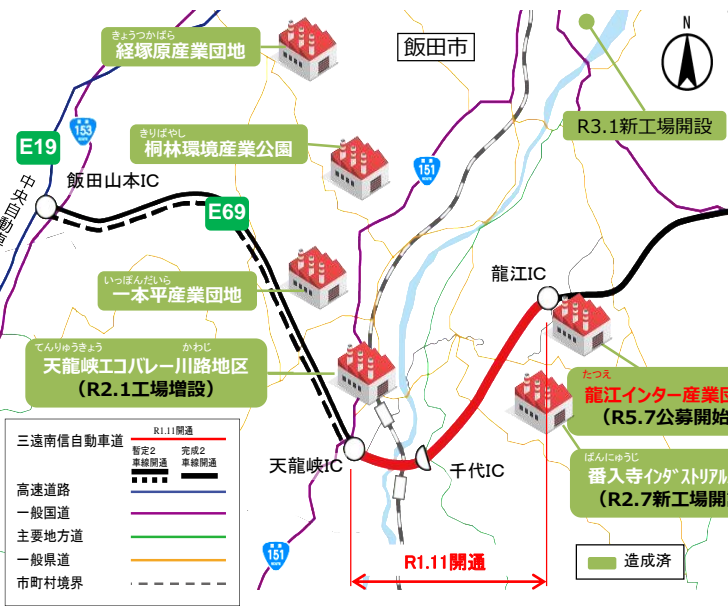 きょうつかばら
経塚原産業団地
飯田市
N
国道
153
E19
きりばやし
桐林環境産業公園
国道
151
R3.1新工場開設
飯田山本IC
E69
中央自動車
いっぽんだいら
一本平産業団地
龍江IC
てんりゅうきょう かわじ
天龍峡エコバレー川路地区
(R2.1工場増設)
たつえ
龍江インター産業団
(R5.7公募開始
三遠南信自動車道
R1.11開通
暫定2
車線開通
完成2
車線開通
高速道路
一般国道
主要地方道
一般県道
市町村境界
天龍峡IC
千代IC
ばんにゅうじ
番入寺インダストリアル
(R2.7新工場開
国道
151
R1.11開通
造成済